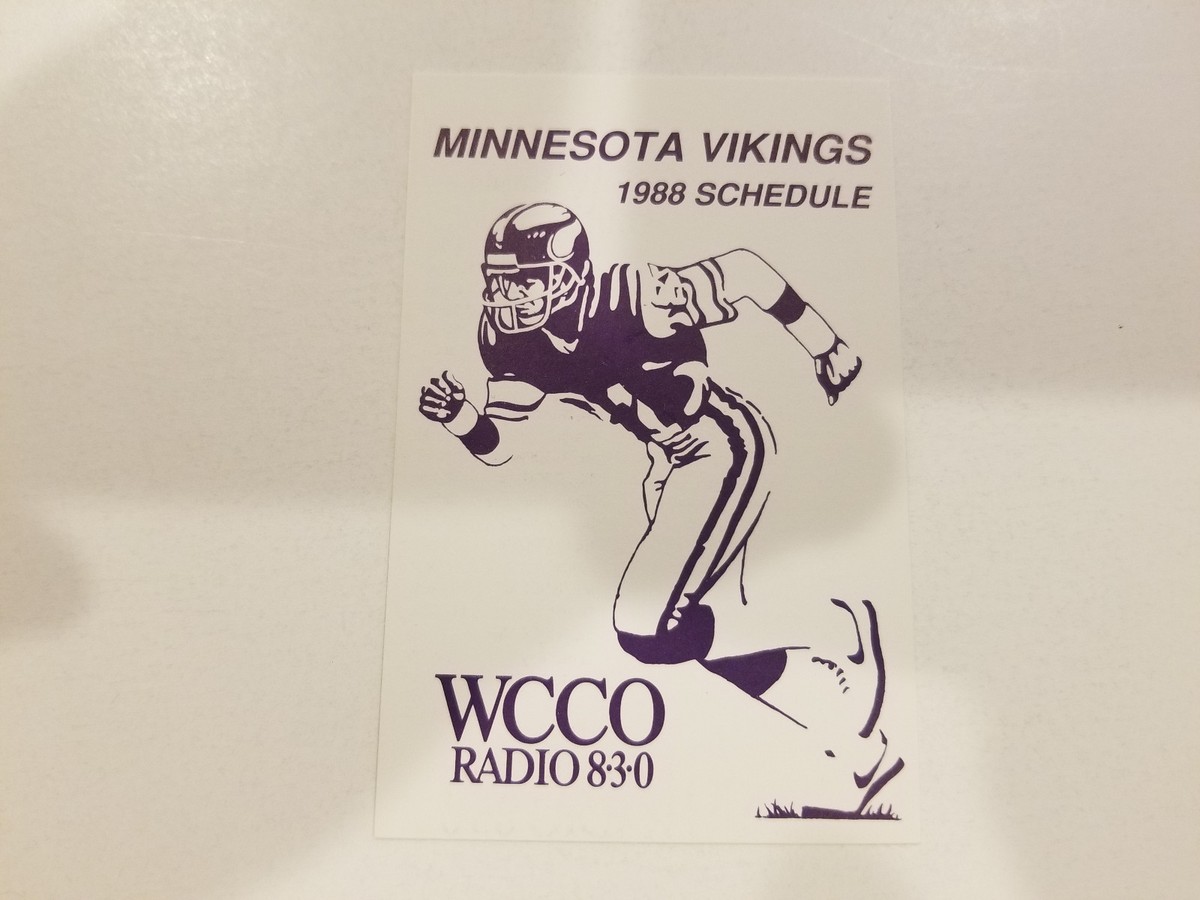 MINNESOTA VIKINGS
1988 SCHEDULE
WCCO
RADIO 8·3·0